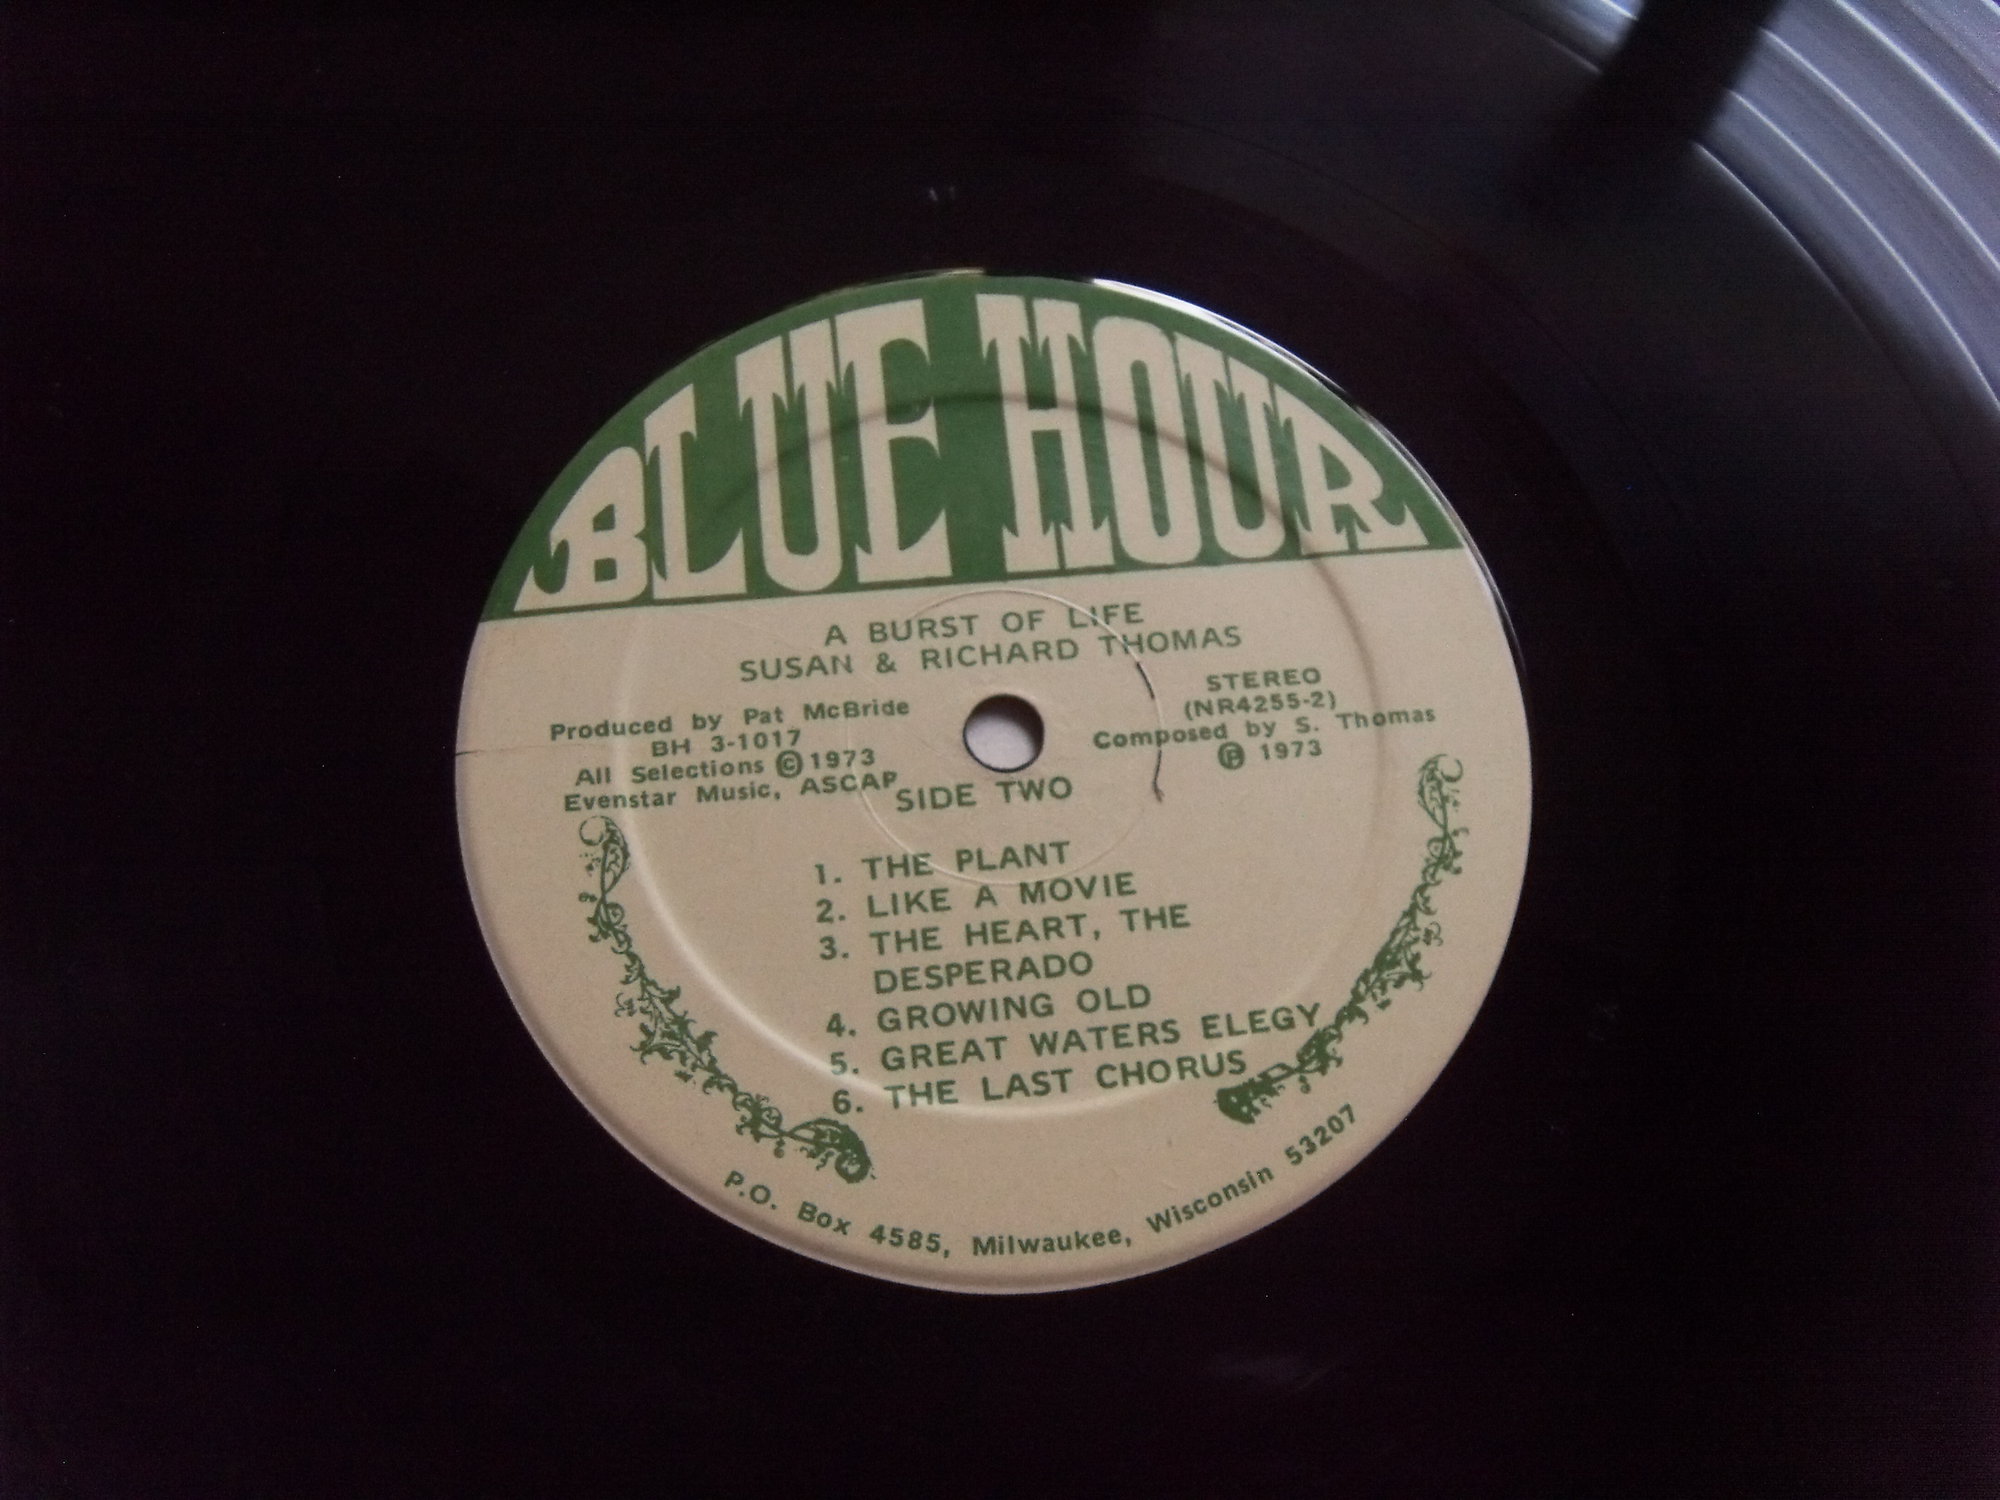 BLUE HOUR
A BURST OF LIFE
SUSAN & RICHARD THOMAS
Produced by Pat McBride
BH 3-1017
All Selections © 1973
Evenstar Music, ASCAP
STEREO
(NR4255-2)
Composed by S. Thomas
℗ 1973
SIDE TWO
1. THE PLANT
2. LIKE A MOVIE
3. THE HEART, THE
DESPERADO
4. GROWING OLD
5. GREAT WATERS ELEGY
6. THE LAST CHORUS
P.O. Box 4585, Milwaukee, Wisconsin 53207